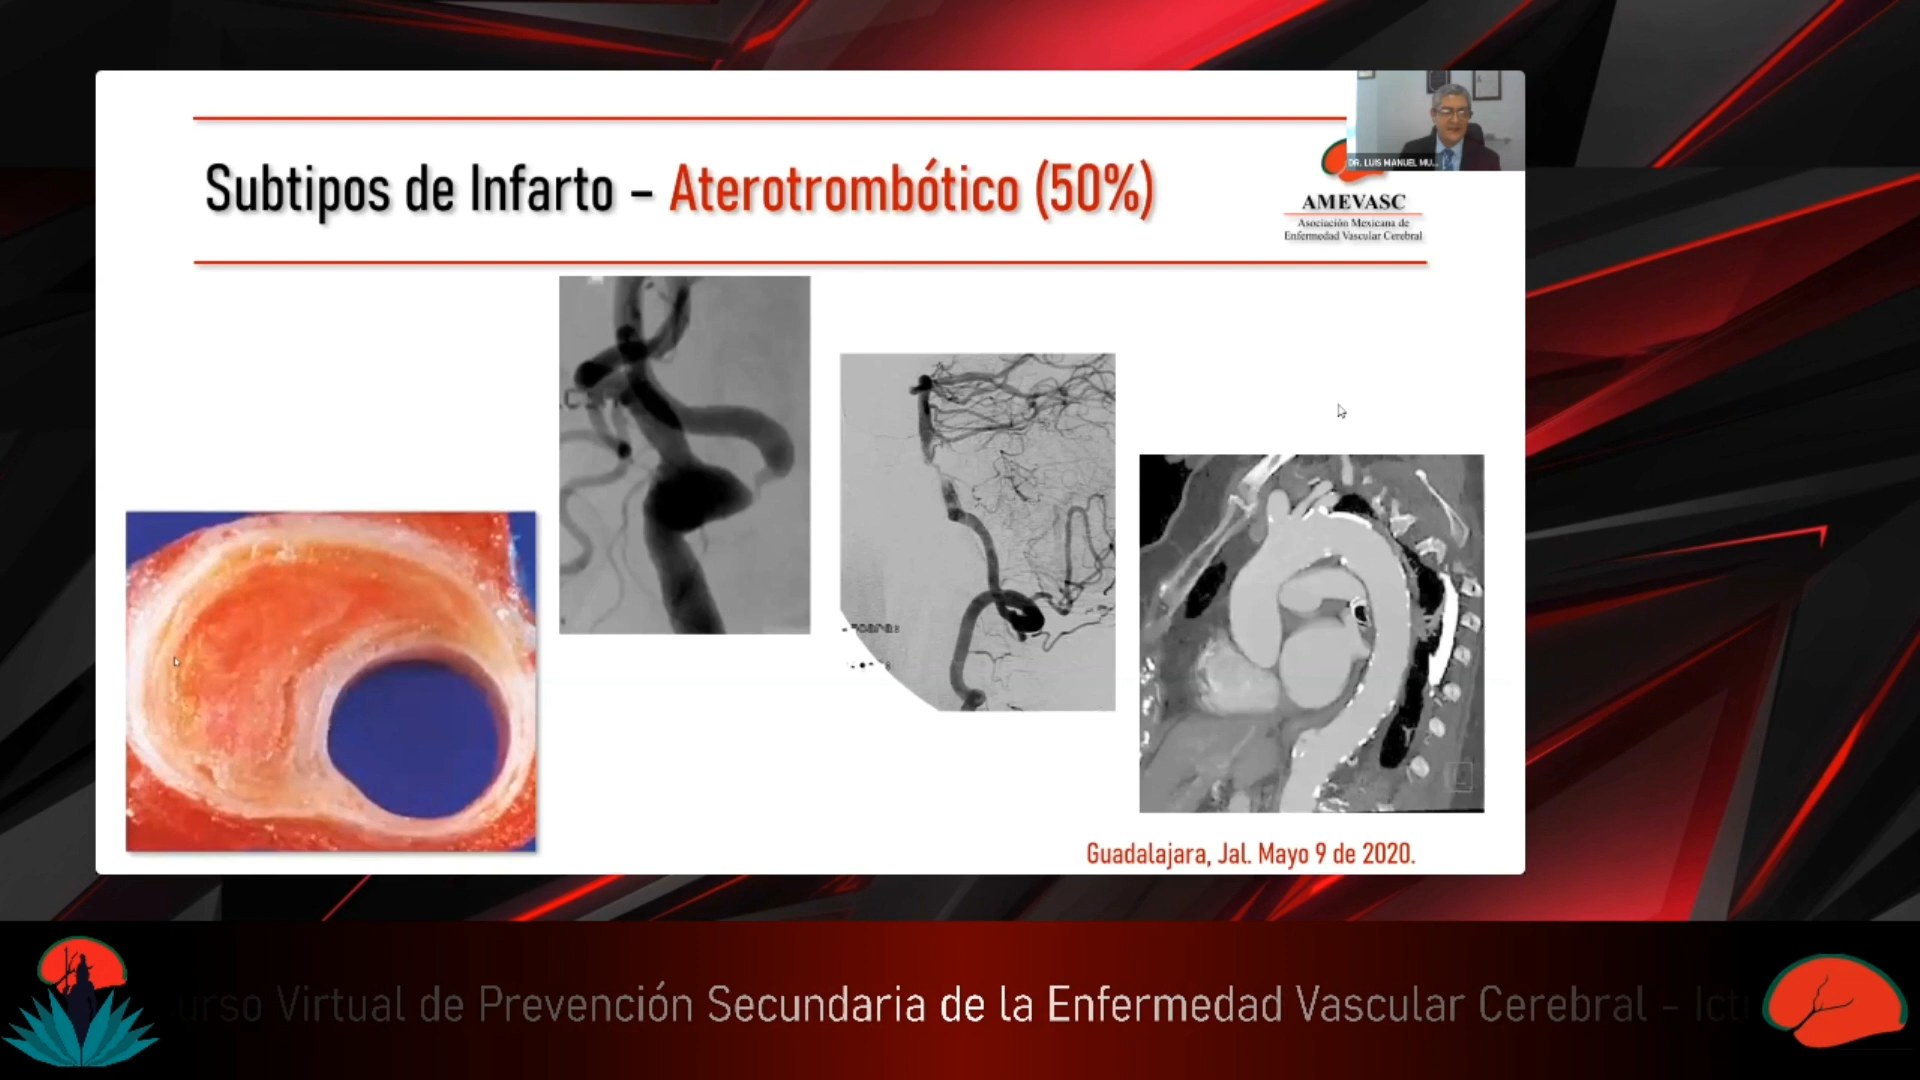 Subtipos de Infarto – Aterotrombótico (50%)
DR. LUIS MANUEL MU...
AMEVASC
Asociación Mexicana de
Enfermedad Vascular Cerebral
Guadalajara, Jal. Mayo 9 de 2020.
urso Virtual de Prevención Secundaria de la Enfermedad Vascular Cerebral - Ict